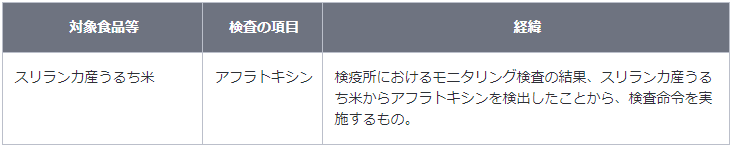 対象食品等 検査の項目 経緯
スリランカ産うるち米 アフラトキシン 検疫所におけるモニタリング検査の結果、スリランカ産うる
ち米からアフラトキシンを検出したことから、検査命令を実
施するもの。